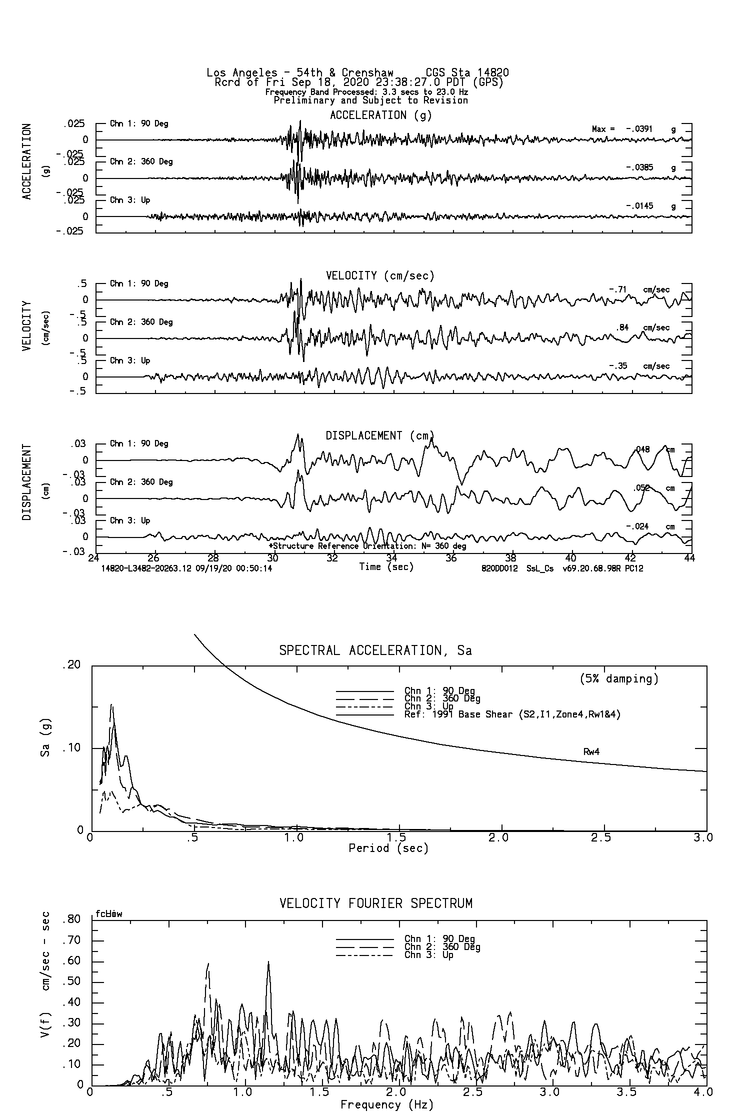 Los Angeles - 54th & Crenshaw CGS Sta 14820
Rcrd of Fri Sep 18, 2020 23:38:27.0 PDT (GPS)
Frequency Band Processed: 3.3 secs to 23.0 Hz
Preliminary and Subject to Revision
ACCELERATION (g)
ACCELERATION
(g)
.025 Chn 1: 90 Deg Max = -.0391 g
0
-.025
.025 Chn 2: 360 Deg -.0385 g
0
-.025
.025 Chn 3: Up -.0145 g
0
-.025
VELOCITY (cm/sec)
VELOCITY
(cm/sec)
.5 Chn 1: 90 Deg -.71 cm/sec
0
-.5
.5 Chn 2: 360 Deg .84 cm/sec
0
-.5
.5 Chn 3: Up -.35 cm/sec
0
-.5
DISPLACEMENT (cm)
DISPLACEMENT
(cm)
.03 Chn 1: 90 Deg .048 cm
0
-.03
.03 Chn 2: 360 Deg .052 cm
0
-.03
.03 Chn 3: Up -.024 cm
0
-.03
*Structure Reference Orientation: N= 360 deg
24 26 28 30 32 34 36 38 40 42 44
Time (sec)
14820-L3482-20263.12 09/19/20 00:50:14 820DD012 SsL_Cs v69.20.68.98R PC12
SPECTRAL ACCELERATION, Sa
(5% damping)
Chn 1: 90 Deg
Chn 2: 360 Deg
Chn 3: Up
Ref: 1991 Base Shear (S2,I1,Zone4,Rw1&4)
Rw4
Sa (g)
.20
.10
0
0 .5 1.0 1.5 2.0 2.5 3.0
Period (sec)
VELOCITY FOURIER SPECTRUM
Chn 1: 90 Deg
Chn 2: 360 Deg
Chn 3: Up
V(f) cm/sec - sec
.80
.70
.60
.50
.40
.30
.20
.10
0
0 .5 1.0 1.5 2.0 2.5 3.0 3.5 4.0
Frequency (Hz)